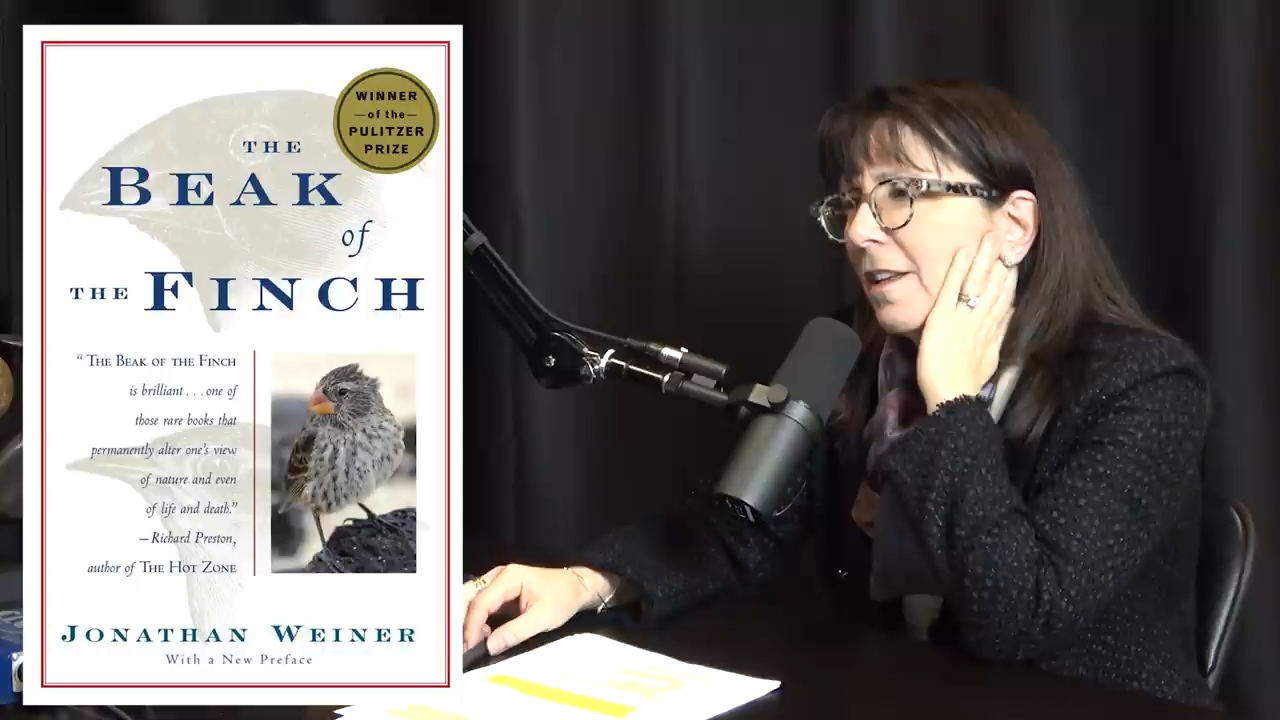 WINNER
—of the—
PULITZER
PRIZE
THE
BEAK
of
THE FINCH
“THE BEAK OF THE FINCH
is brilliant . . . one of
those rare books that
permanently alter one’s view
of nature and even
of life and death.”
—Richard Preston,
author of THE HOT ZONE
JONATHAN WEINER
With a New Preface